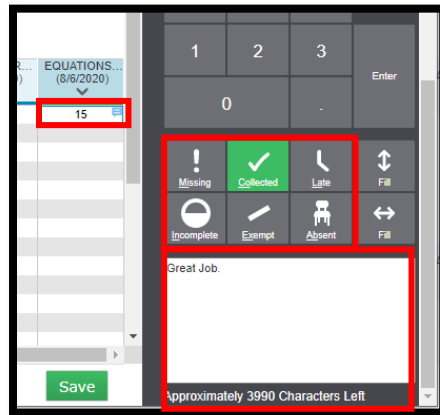 R...
)
EQUATIONS...
(8/6/2020)
15
1 2 3
Enter
0 .
Missing Collected Late Fill
Incomplete Exempt Absent Fill
Great Job.
Approximately 3990 Characters Left
Save